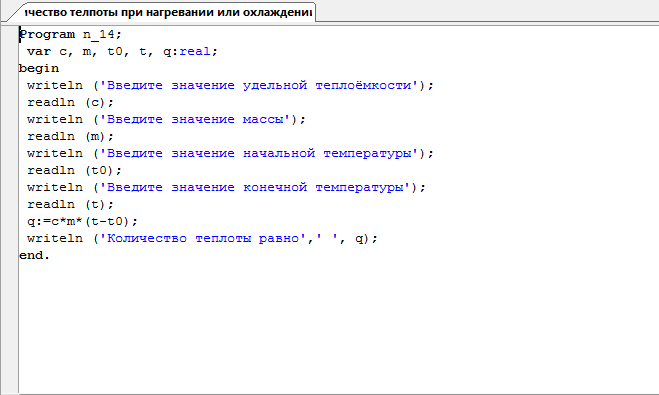 ичество телпоты при нагревании или охлаждени
Program n_14;
var c, m, t0, t, q:real;
begin
writeln ('Введите значение удельной теплоёмкости');
readln (c);
writeln ('Введите значение массы');
readln (m);
writeln ('Введите значение начальной температуры');
readln (t0);
writeln ('Введите значение конечной температуры');
readln (t);
q:=c*m*(t-t0);
writeln ('Количество теплоты равно',' ', q);
end.